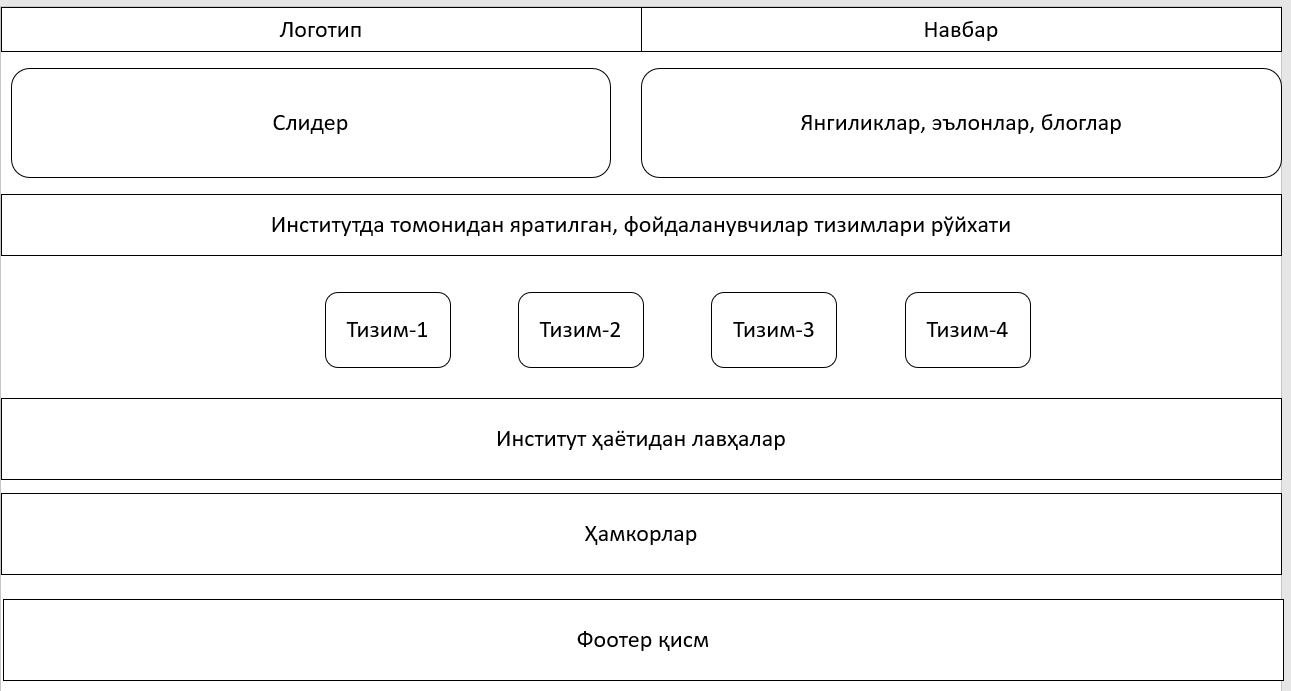 Логотип
Навбар
Слидер
Янгиликлар, эълонлар, блоглар
Институтда томонидан яратилган, фойдаланувчилар тизимлари рўйхати
Тизим-1
Тизим-2
Тизим-3
Тизим-4
Институт ҳаётидан лавҳалар
Ҳамкорлар
Фоотер қисм